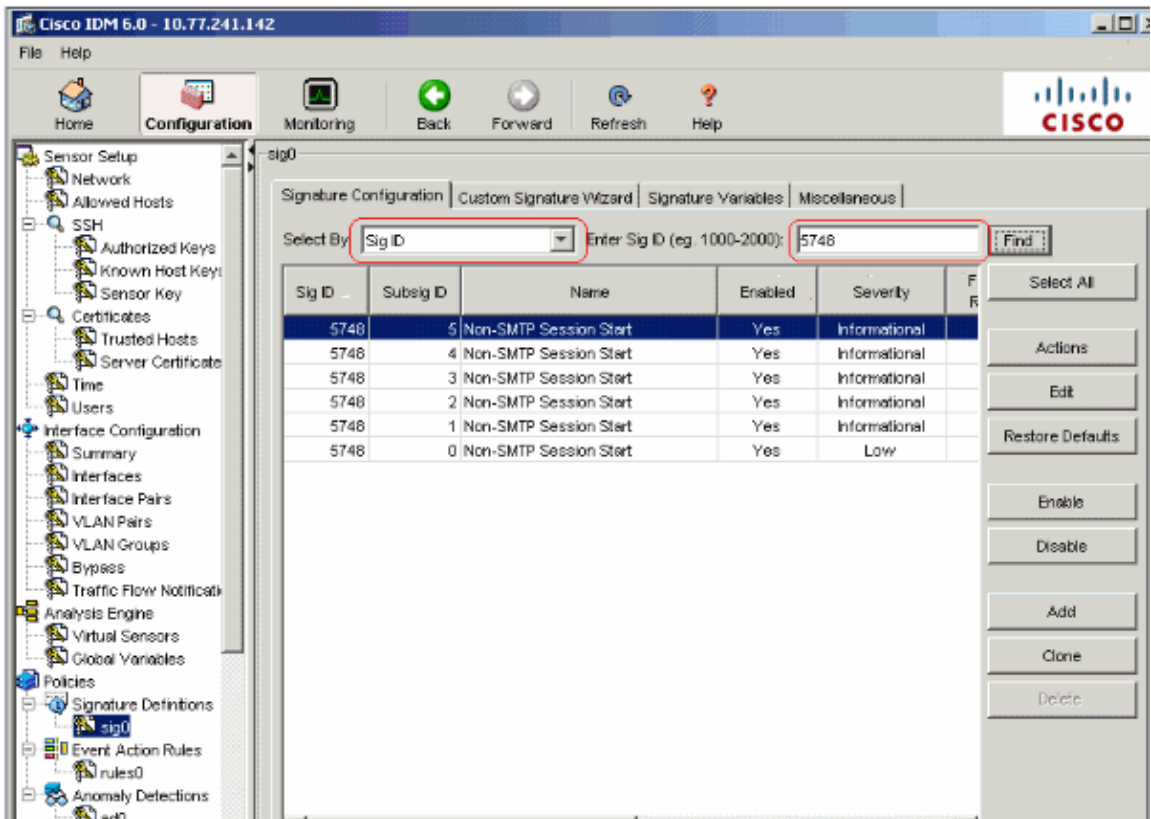 Cisco IDM 6.0 - 10.77.241.142
File Help
Home Configuration Monitoring Back Forward Refresh Help
CISCO
Sensor Setup
Network
Allowed Hosts
SSH
Authorized Keys
Known Host Key
Sensor Key
Certificates
Trusted Hosts
Server Certificate
Time
Users
Interface Configuration
Summary
Interfaces
Interface Pairs
VLAN Pairs
VLAN Groups
Bypass
Traffic Flow Notificati
Analysis Engine
Virtual Sensors
Global Variables
Policies
Signature Definitions
sig0
Event Action Rules
rules0
Anomaly Detections
ad0
sig0
Signature Configuration Custom Signature Wizard Signature Variables Miscellaneous
Select By Sig ID Enter Sig ID (eg. 1000-2000): 5748 Find
Sig ID Subsig ID Name Enabled Severity F R
5748 5 Non-SMTP Session Start Yes Informational
5748 4 Non-SMTP Session Start Yes Informational
5748 3 Non-SMTP Session Start Yes Informational
5748 2 Non-SMTP Session Start Yes Informational
5748 1 Non-SMTP Session Start Yes Informational
5748 0 Non-SMTP Session Start Yes Low
Select All
Actions
Edit
Restore Defaults
Enable
Disable
Add
Clone
Delete